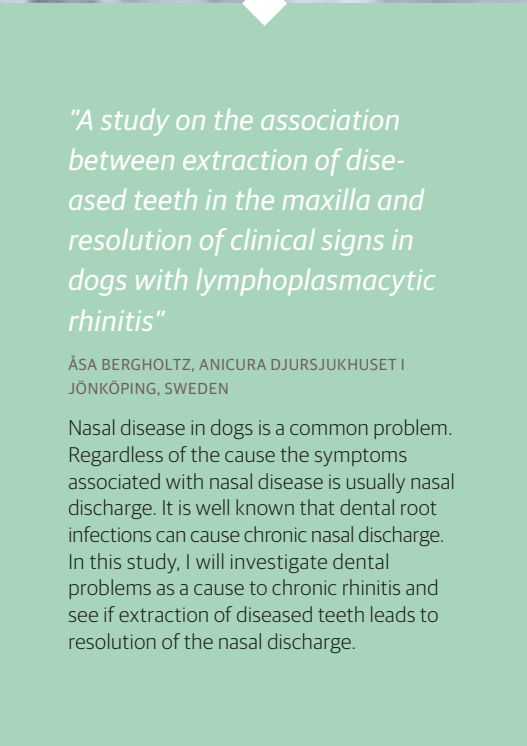 "A study on the association
between extraction of dise-
ased teeth in the maxilla and
resolution of clinical signs in
dogs with lymphoplasmacytic
rhinitis"
ÅSA BERGHOLTZ, ANICURA DJURSJUKHUSET I
JÖNKÖPING, SWEDEN
Nasal disease in dogs is a common problem.
Regardless of the cause the symptoms
associated with nasal disease is usually nasal
discharge. It is well known that dental root
infections can cause chronic nasal discharge.
In this study, I will investigate dental
problems as a cause to chronic rhinitis and
see if extraction of diseased teeth leads to
resolution of the nasal discharge.